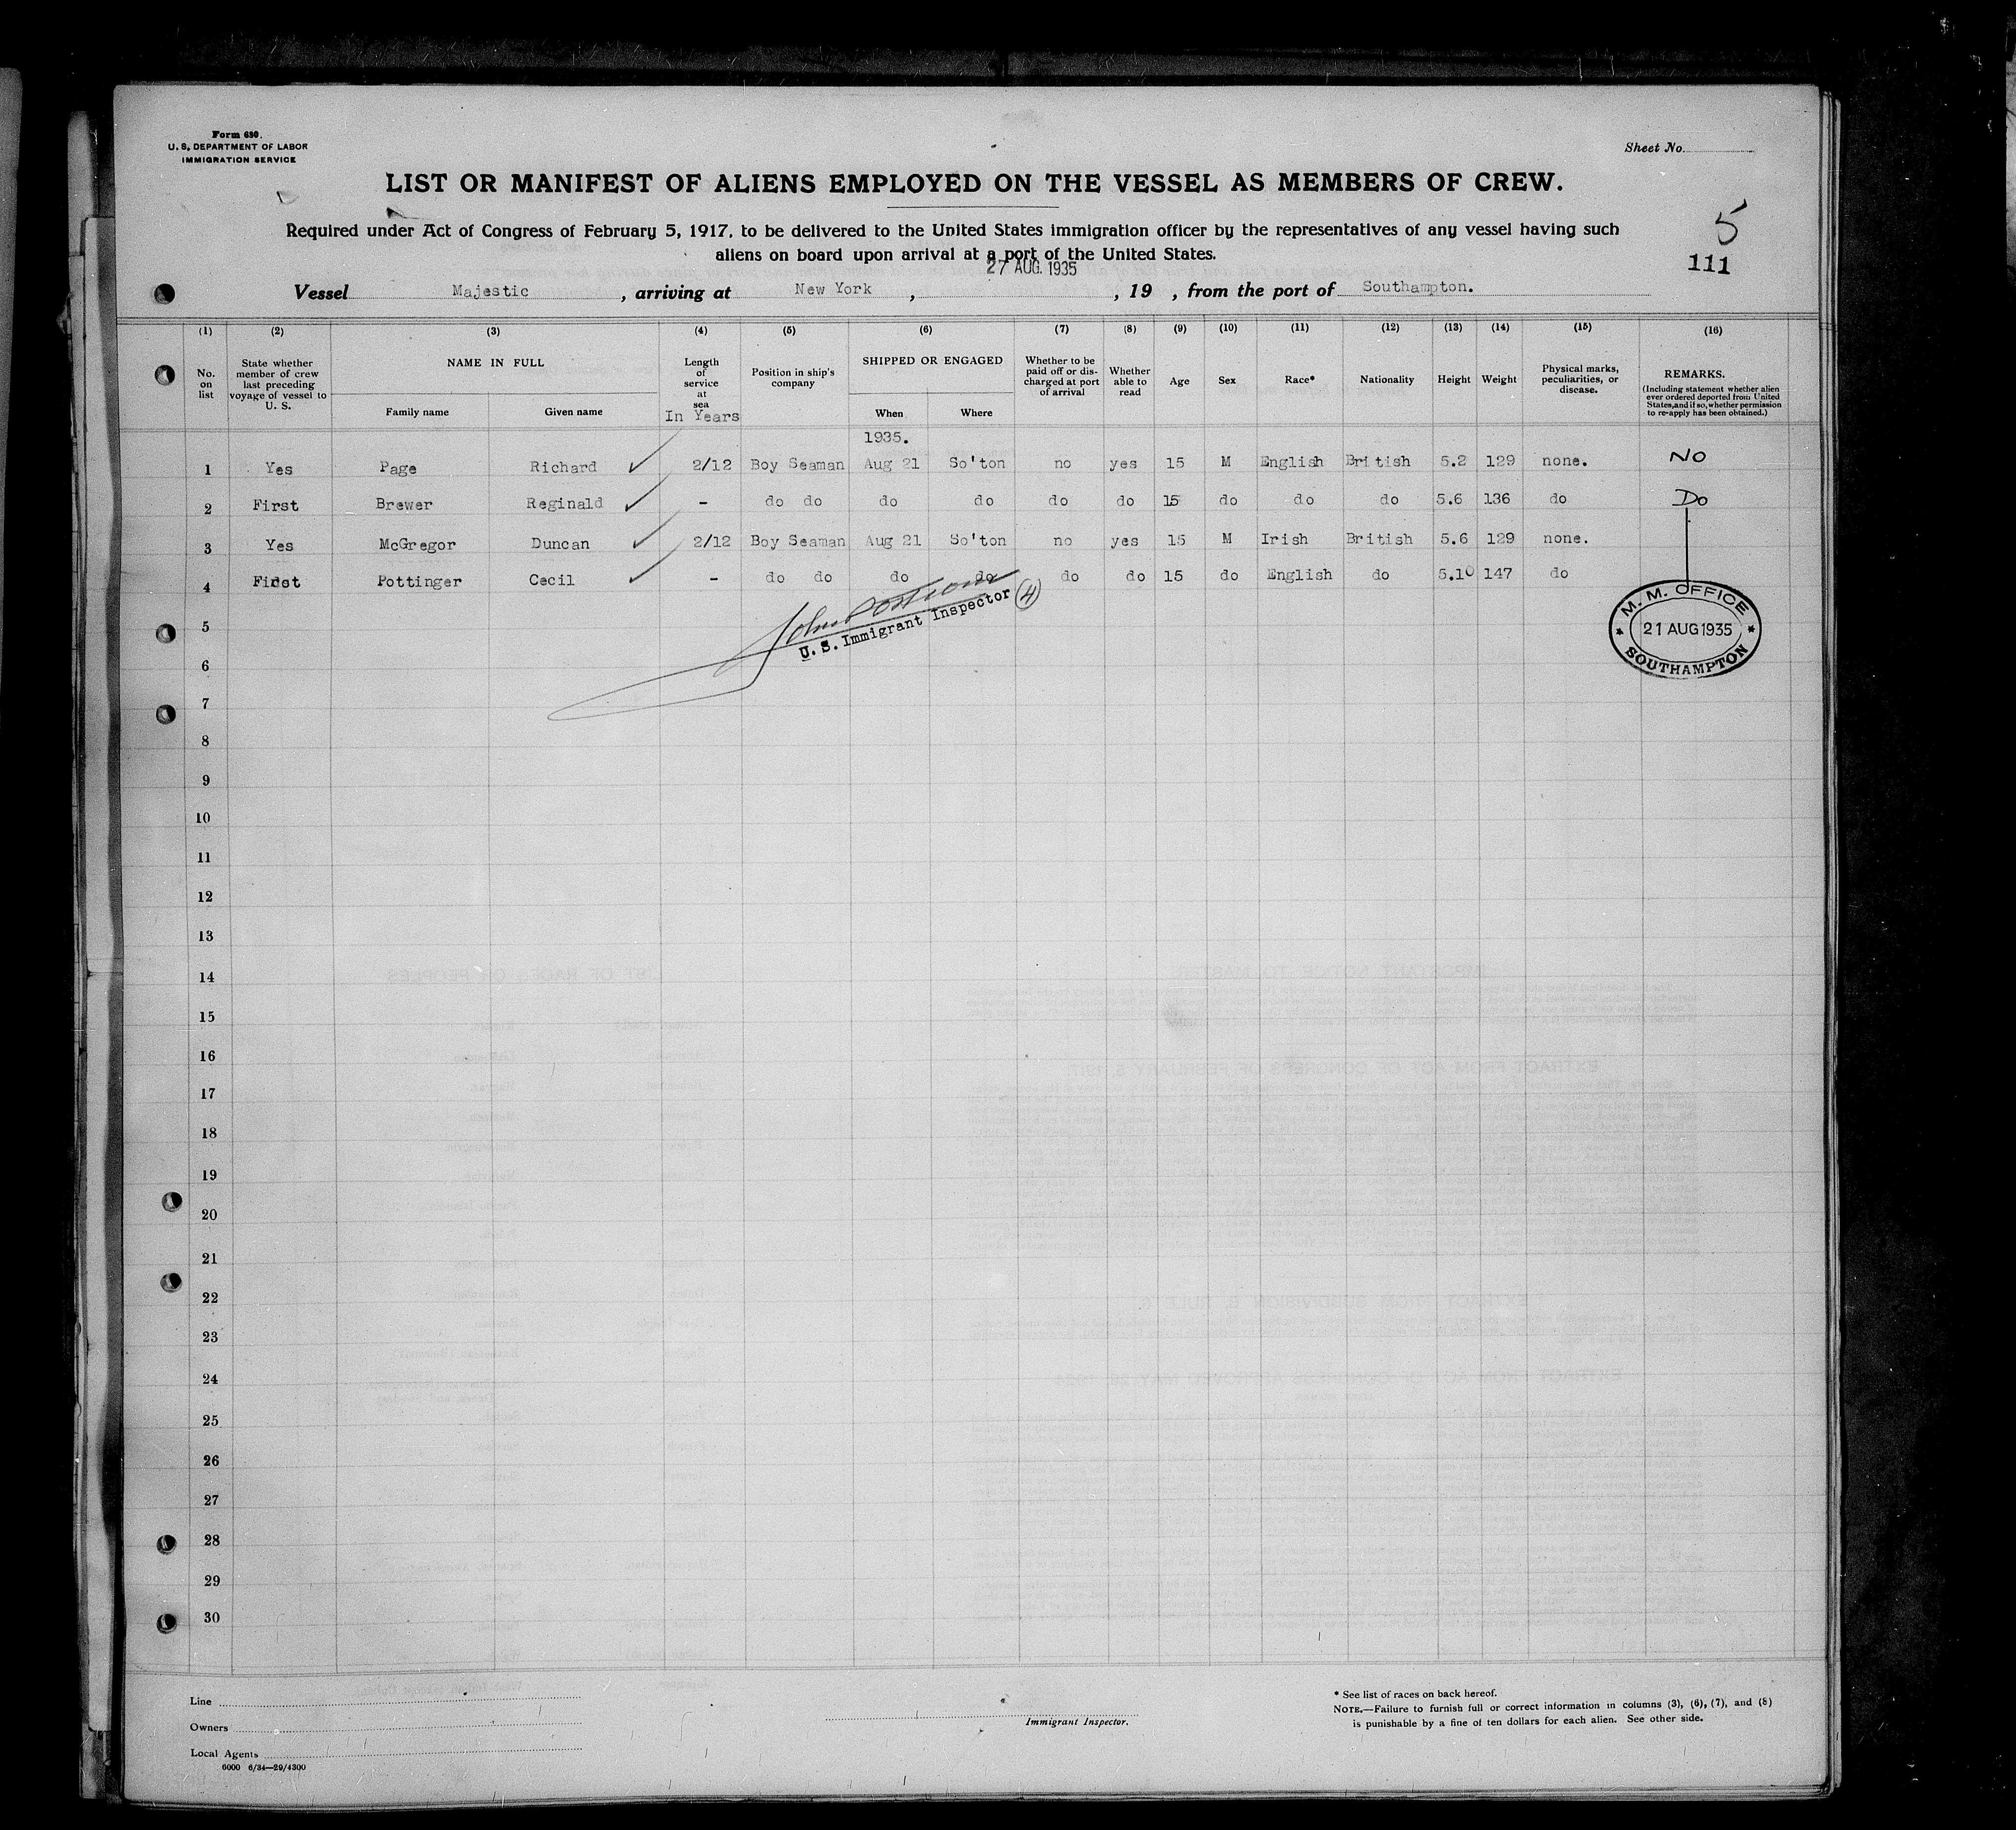 Form 680.
U. S. DEPARTMENT OF LABOR
IMMIGRATION SERVICE
Sheet No.
LIST OR MANIFEST OF ALIENS EMPLOYED ON THE VESSEL AS MEMBERS OF CREW.
Required under Act of Congress of February 5, 1917, to be delivered to the United States immigration officer by the representatives of any vessel having such
aliens on board upon arrival at a port of the United States.
5
111
27 AUG. 1935
Vessel Majestic , arriving at New York , , 19 , from the port of Southampton.
(1) (2) (3) (4) (5) (6) (7) (8) (9) (10) (11) (12) (13) (14) (15) (16)
No. on list
State whether member of crew last preceding voyage of vessel to U. S.
NAME IN FULL
Family name Given name
Length of service at sea
In Years
Position in ship's company
SHIPPED OR ENGAGED
When Where
Whether to be paid off or dis-charged at port of arrival
Whether able to read
Age
Sex
Race*
Nationality
Height
Weight
Physical marks, peculiarities, or disease.
REMARKS.
(Including statement whether alien ever ordered deported from United States, and if so, whether permission to re-apply has been obtained.)
1935.
1 Yes Page Richard 2/12 Boy Seaman Aug 21 So'ton no yes 15 M English British 5.2 129 none. NO
2 First Brewer Reginald - do do do do do do 15 do do do 5.6 136 do Do
3 Yes McGregor Duncan 2/12 Boy Seaman Aug 21 So'ton no yes 15 M Irish British 5.6 129 none.
4 First Pottinger Cecil - do do do do do do 15 do English do 5.10 147 do
U. S. Immigrant Inspector
4
M. M. OFFICE
21 AUG 1935
SOUTHAMPTON
5
6
7
8
9
10
11
12
13
14
15
16
17
18
19
20
21
22
23
24
25
26
27
28
29
30
Line
Owners
Local Agents
6000 6/34—29/4300
Immigrant Inspector.
* See list of races on back hereof.
NOTE.—Failure to furnish full or correct information in columns (3), (6), (7), and (8)
is punishable by a fine of ten dollars for each alien. See other side.